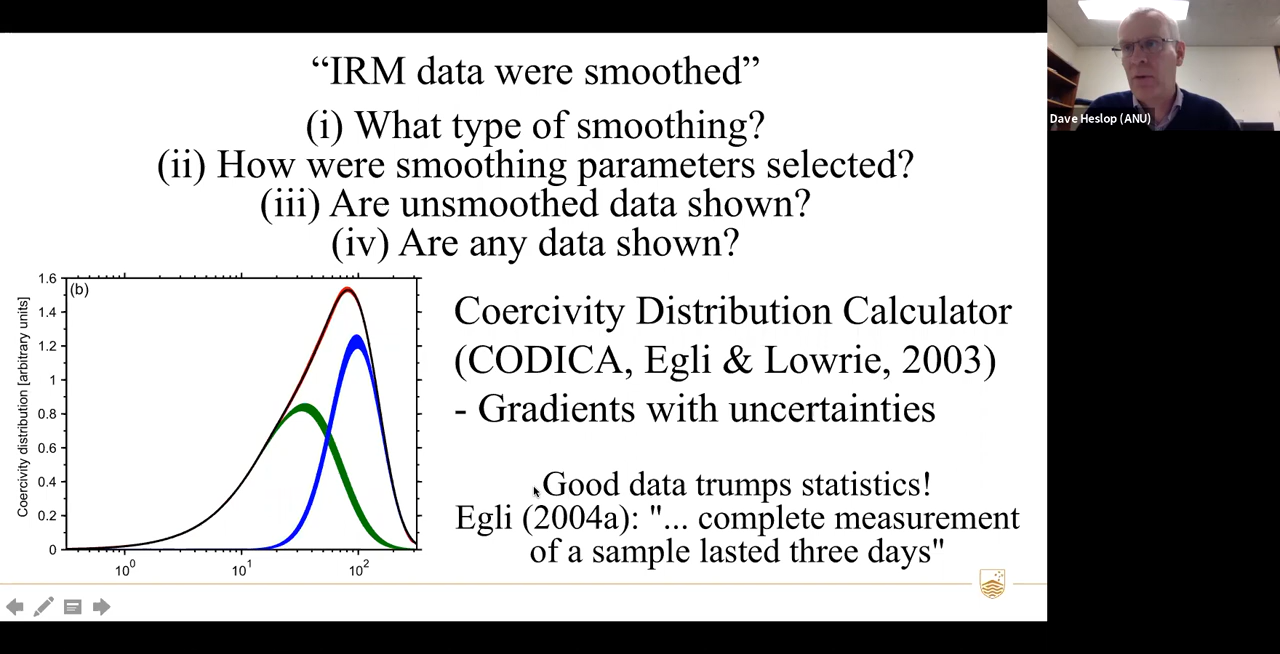 “IRM data were smoothed”
(i) What type of smoothing?
(ii) How were smoothing parameters selected?
(iii) Are unsmoothed data shown?
(iv) Are any data shown?
(b)
Coercivity distribution [arbitrary units]
1.6
1.4
1.2
1
0.8
0.6
0.4
0.2
0
10⁰
10¹
10²
Coercivity Distribution Calculator
(CODICA, Egli & Lowrie, 2003)
- Gradients with uncertainties
Good data trumps statistics!
Egli (2004a): "... complete measurement
of a sample lasted three days"
Dave Heslop (ANU)